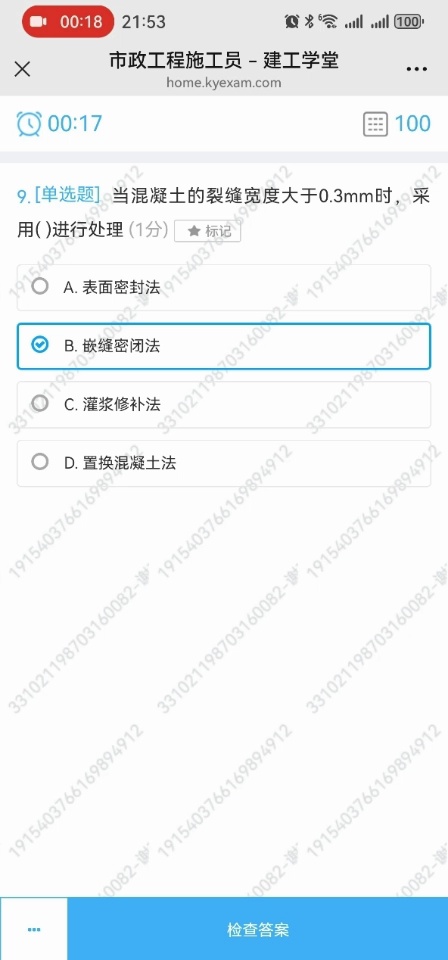 00:18 21:53 100
市政工程施工员 – 建工学堂
home.kyexam.com
00:17 100
9.[单选题] 当混凝土的裂缝宽度大于0.3mm时，采
用( )进行处理 (1分) ★ 标记
A. 表面密封法
B. 嵌缝密闭法
C. 灌浆修补法
D. 置换混凝土法
检查答案
1915403766169894912
331021198703160082-谢